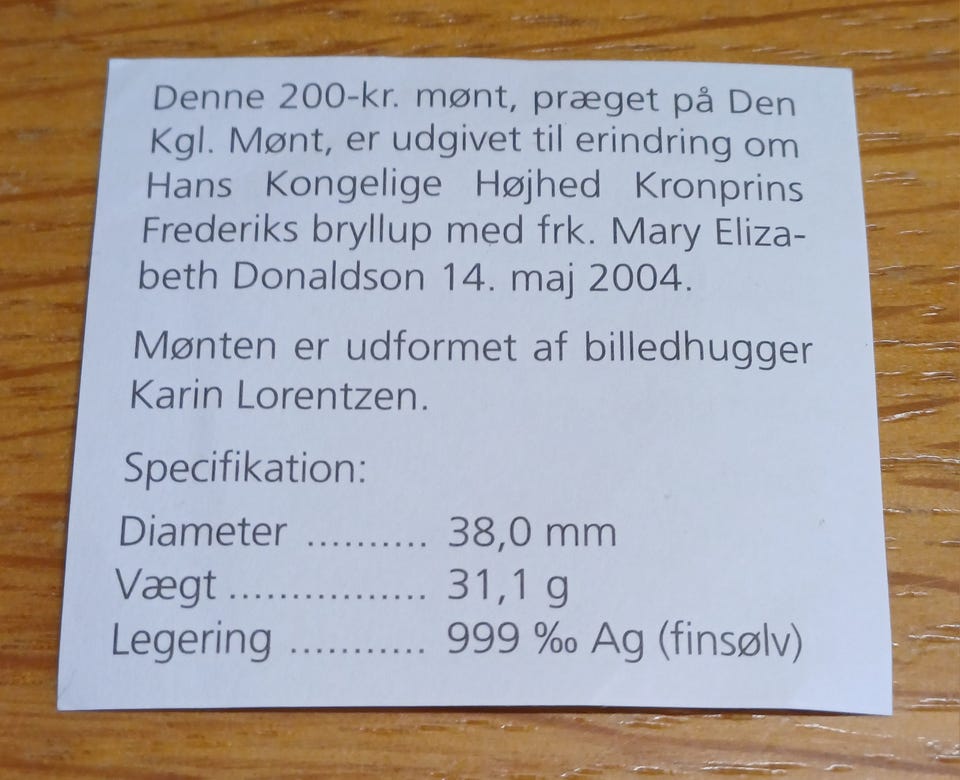 Denne 200-kr. mønt, præget på Den
Kgl. Mønt, er udgivet til erindring om
Hans Kongelige Højhed Kronprins
Frederiks bryllup med frk. Mary Eliza-
beth Donaldson 14. maj 2004.
Mønten er udformet af billedhugger
Karin Lorentzen.
Specifikation:
Diameter .......... 38,0 mm
Vægt ................ 31,1 g
Legering ........... 999 ‰ Ag (finsølv)